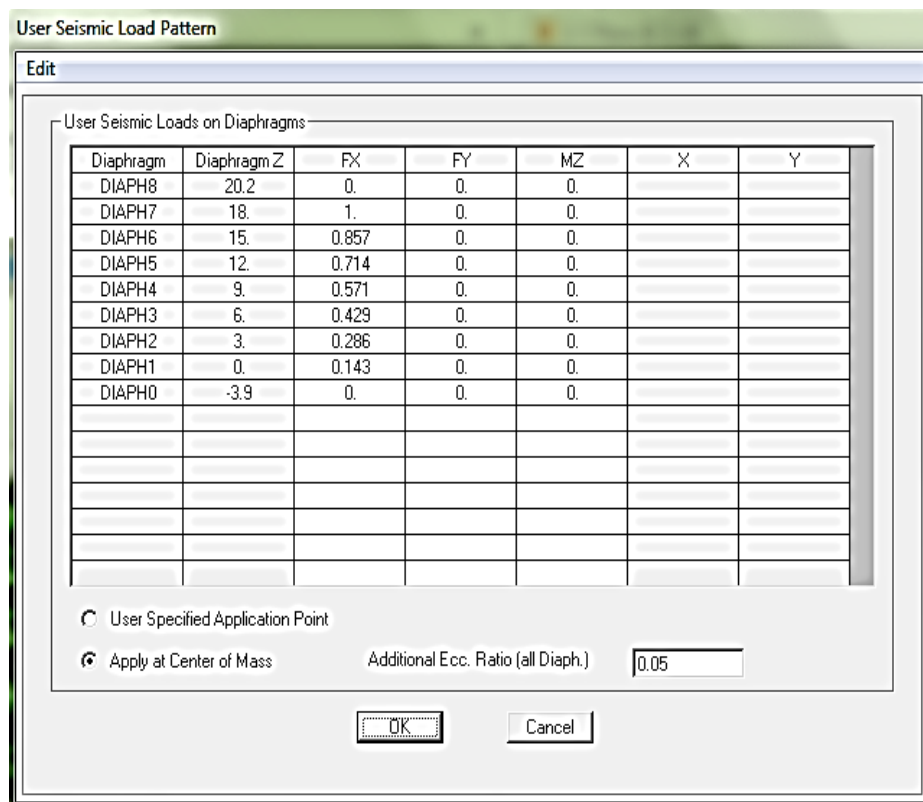 User Seismic Load Pattern
Edit
User Seismic Loads on Diaphragms
Diaphragm Diaphragm Z FX FY MZ X Y
DIAPH8 20.2 0. 0. 0.
DIAPH7 18. 1. 0. 0.
DIAPH6 15. 0.857 0. 0.
DIAPH5 12. 0.714 0. 0.
DIAPH4 9. 0.571 0. 0.
DIAPH3 6. 0.429 0. 0.
DIAPH2 3. 0.286 0. 0.
DIAPH1 0. 0.143 0. 0.
DIAPH0 -3.9 0. 0. 0.
User Specified Application Point
Apply at Center of Mass Additional Ecc. Ratio (all Diaph.) 0.05
OK Cancel